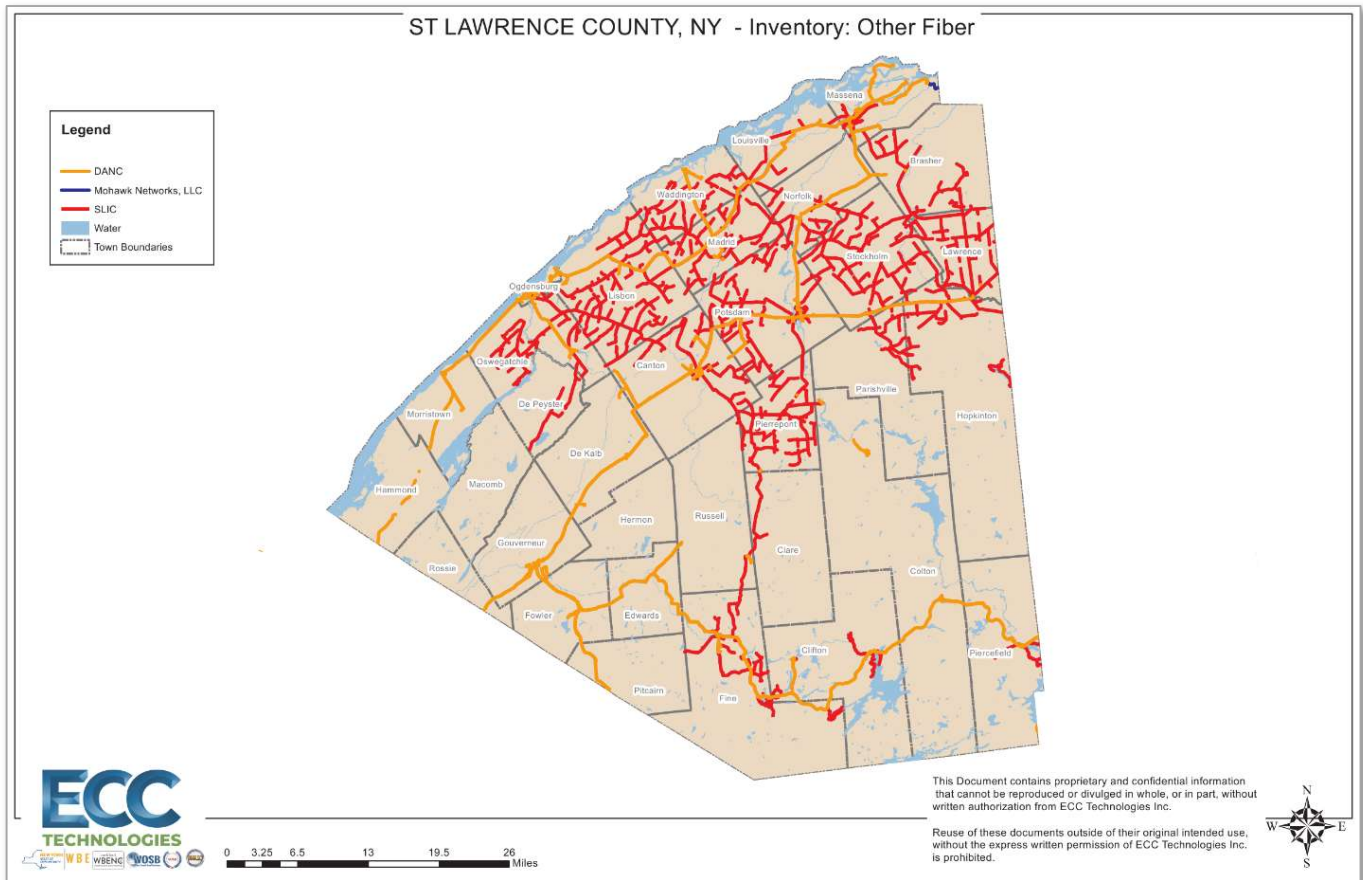 ST LAWRENCE COUNTY, NY - Inventory: Other Fiber
Legend
DANC
Mohawk Networks, LLC
SLIC
Water
Town Boundaries
Massena
Louisville
Brasher
Waddington
Norfolk
Madrid
Stockholm
Lawrence
Ogdensburg
Lisbon
Potsdam
Oswegatchie
Canton
Parishville
De Peyster
Morristown
Hopkinton
Pierrepont
De Kalb
Macomb
Hammond
Russell
Hermon
Gouverneur
Clare
Rossie
Colton
Fowler
Edwards
Clifton
Piercefield
Pitcairn
Fine
ECC
TECHNOLOGIES
WBE
WBENC
WOSB
0 3.25 6.5 13 19.5 26
Miles
This Document contains proprietary and confidential information
that cannot be reproduced or divulged in whole, or in part, without
written authorization from ECC Technologies Inc.
Reuse of these documents outside of their original intended use,
without the express written permission of ECC Technologies Inc.
is prohibited.
N
W E
S